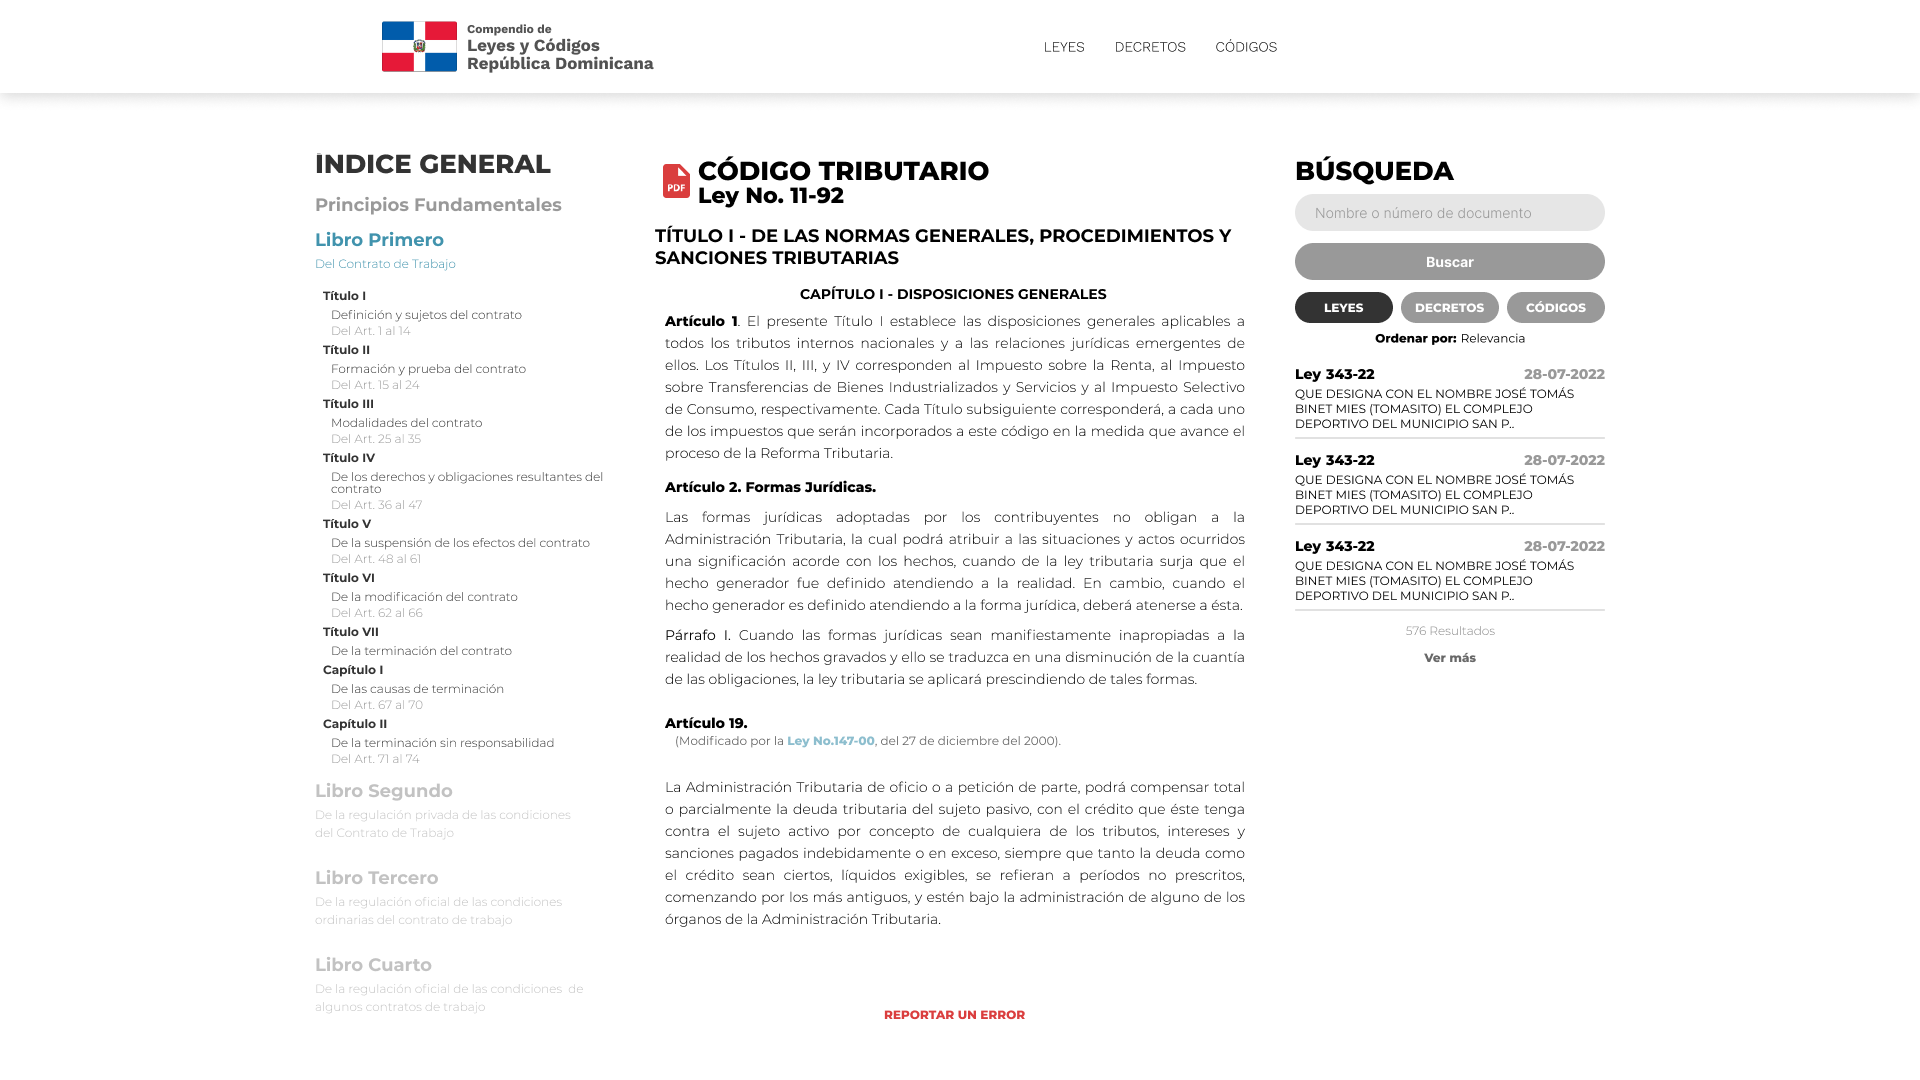 Compendio de
Leyes y Códigos
República Dominicana
LEYES
DECRETOS
CÓDIGOS
ÍNDICE GENERAL
Principios Fundamentales
Libro Primero
Del Contrato de Trabajo
Título I
Definición y sujetos del contrato
Del Art. 1 al 14
Título II
Formación y prueba del contrato
Del Art. 15 al 24
Título III
Modalidades del contrato
Del Art. 25 al 35
Título IV
De los derechos y obligaciones resultantes del
contrato
Del Art. 36 al 47
Título V
De la suspensión de los efectos del contrato
Del Art. 48 al 61
Título VI
De la modificación del contrato
Del Art. 62 al 66
Título VII
De la terminación del contrato
Capítulo I
De las causas de terminación
Del Art. 67 al 70
Capítulo II
De la terminación sin responsabilidad
Del Art. 71 al 74
Libro Segundo
De la regulación privada de las condiciones
del Contrato de Trabajo
Libro Tercero
De la regulación oficial de las condiciones
ordinarias del contrato de trabajo
Libro Cuarto
De la regulación oficial de las condiciones  de
algunos contratos de trabajo
PDF
CÓDIGO TRIBUTARIO
Ley No. 11-92
TÍTULO I - DE LAS NORMAS GENERALES, PROCEDIMIENTOS Y
SANCIONES TRIBUTARIAS
CAPÍTULO I - DISPOSICIONES GENERALES
Artículo 1. El presente Título I establece las disposiciones generales aplicables a
todos los tributos internos nacionales y a las relaciones jurídicas emergentes de
ellos. Los Títulos II, III, y IV corresponden al Impuesto sobre la Renta, al Impuesto
sobre Transferencias de Bienes Industrializados y Servicios y al Impuesto Selectivo
de Consumo, respectivamente. Cada Título subsiguiente corresponderá, a cada uno
de los impuestos que serán incorporados a este código en la medida que avance el
proceso de la Reforma Tributaria.
Artículo 2. Formas Jurídicas.
Las formas jurídicas adoptadas por los contribuyentes no obligan a la
Administración Tributaria, la cual podrá atribuir a las situaciones y actos ocurridos
una significación acorde con los hechos, cuando de la ley tributaria surja que el
hecho generador fue definido atendiendo a la realidad. En cambio, cuando el
hecho generador es definido atendiendo a la forma jurídica, deberá atenerse a ésta.
Párrafo I. Cuando las formas jurídicas sean manifiestamente inapropiadas a la
realidad de los hechos gravados y ello se traduzca en una disminución de la cuantía
de las obligaciones, la ley tributaria se aplicará prescindiendo de tales formas.
Artículo 19.
(Modificado por la Ley No.147-00, del 27 de diciembre del 2000).
La Administración Tributaria de oficio o a petición de parte, podrá compensar total
o parcialmente la deuda tributaria del sujeto pasivo, con el crédito que éste tenga
contra el sujeto activo por concepto de cualquiera de los tributos, intereses y
sanciones pagados indebidamente o en exceso, siempre que tanto la deuda como
el crédito sean ciertos, líquidos exigibles, se refieran a períodos no prescritos,
comenzando por los más antiguos, y estén bajo la administración de alguno de los
órganos de la Administración Tributaria.
REPORTAR UN ERROR
BÚSQUEDA
Nombre o número de documento
Buscar
LEYES
DECRETOS
CÓDIGOS
Ordenar por: Relevancia
Ley 343-22 28-07-2022
QUE DESIGNA CON EL NOMBRE JOSÉ TOMÁS
BINET MIES (TOMASITO) EL COMPLEJO
DEPORTIVO DEL MUNICIPIO SAN P..
Ley 343-22 28-07-2022
QUE DESIGNA CON EL NOMBRE JOSÉ TOMÁS
BINET MIES (TOMASITO) EL COMPLEJO
DEPORTIVO DEL MUNICIPIO SAN P..
Ley 343-22 28-07-2022
QUE DESIGNA CON EL NOMBRE JOSÉ TOMÁS
BINET MIES (TOMASITO) EL COMPLEJO
DEPORTIVO DEL MUNICIPIO SAN P..
576 Resultados
Ver más